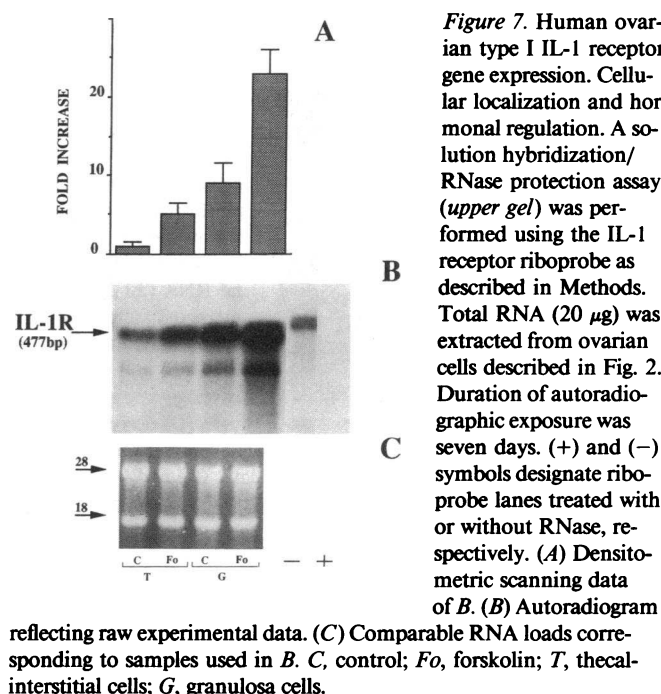 A
FOLD INCREASE
20
10
0
B
IL-1R
(477bp)
C
28
18
C Fo C Fo
T G
− +
Figure 7. Human ovar-
ian type I IL-1 receptor
gene expression. Cellu-
lar localization and hor
monal regulation. A so-
lution hybridization/
RNase protection assay
(upper gel) was per-
formed using the IL-1
receptor riboprobe as
described in Methods.
Total RNA (20 μg) was
extracted from ovarian
cells described in Fig. 2.
Duration of autoradio-
graphic exposure was
seven days. (+) and (−)
symbols designate ribo-
probe lanes treated with
or without RNase, re-
spectively. (A) Densito-
metric scanning data
of B. (B) Autoradiogram
reflecting raw experimental data. (C) Comparable RNA loads corre-
sponding to samples used in B. C, control; Fo, forskolin; T, thecal-
interstitial cells; G, granulosa cells.